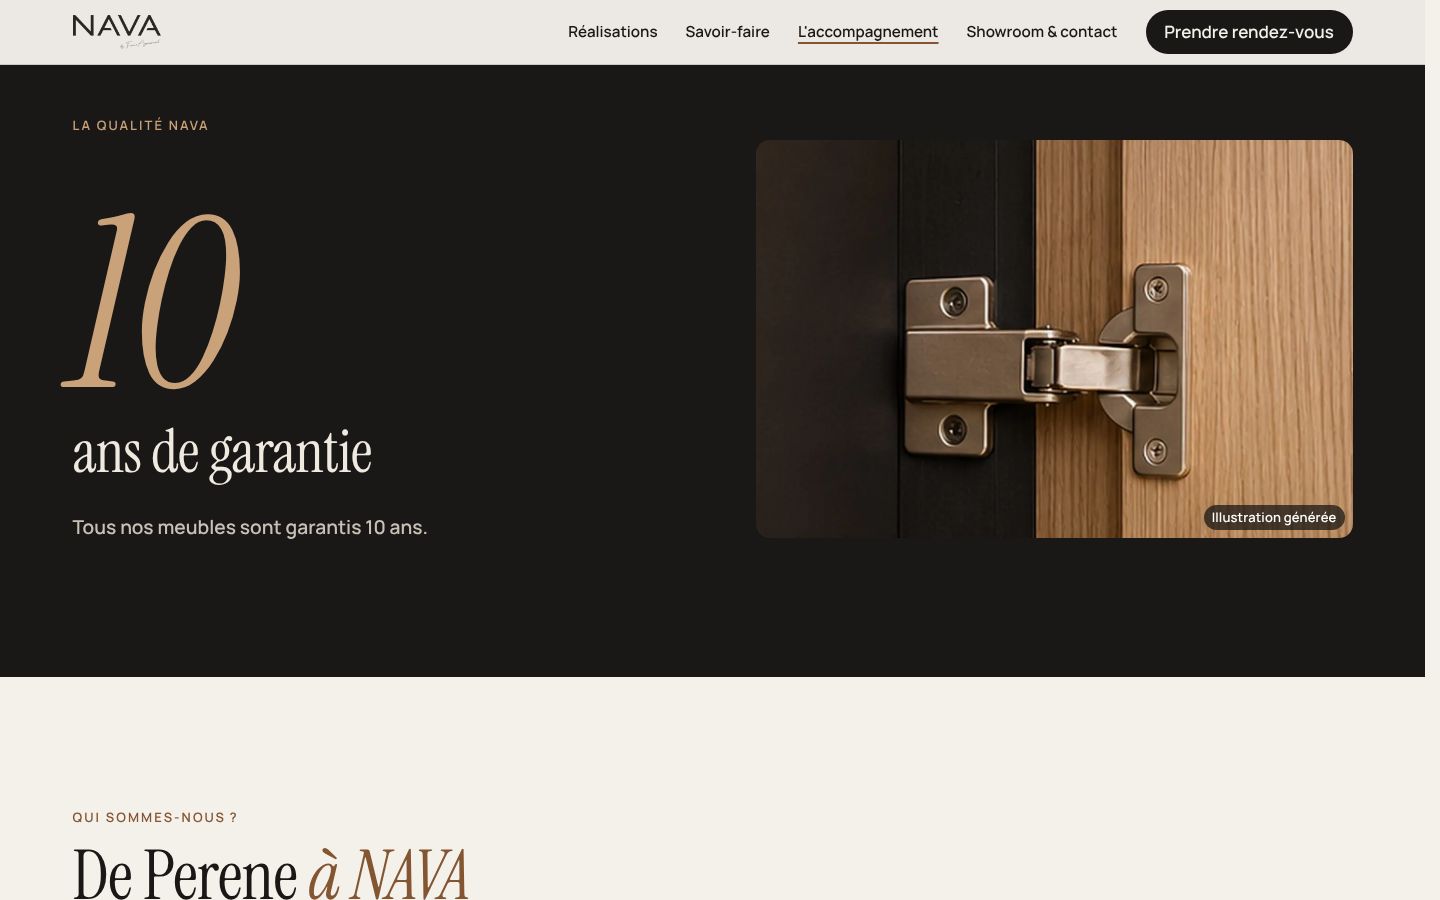 NAVA
Réalisations
Savoir-faire
L'accompagnement
Showroom & contact
Prendre rendez-vous
LA QUALITÉ NAVA
10
ans de garantie
Tous nos meubles sont garantis 10 ans.
Illustration générée
QUI SOMMES-NOUS ?
De Perene à NAVA